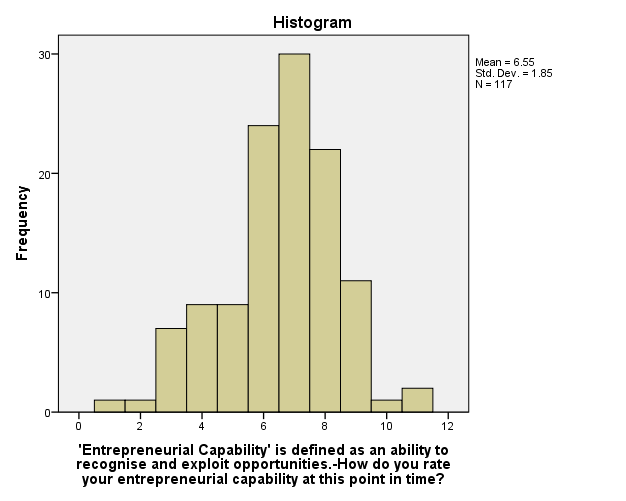 Histogram
Mean = 6.55
Std. Dev. = 1.85
N = 117
30
20
10
0
Frequency
0 2 4 6 8 10 12
'Entrepreneurial Capability' is defined as an ability to
recognise and exploit opportunities.-How do you rate
your entrepreneurial capability at this point in time?